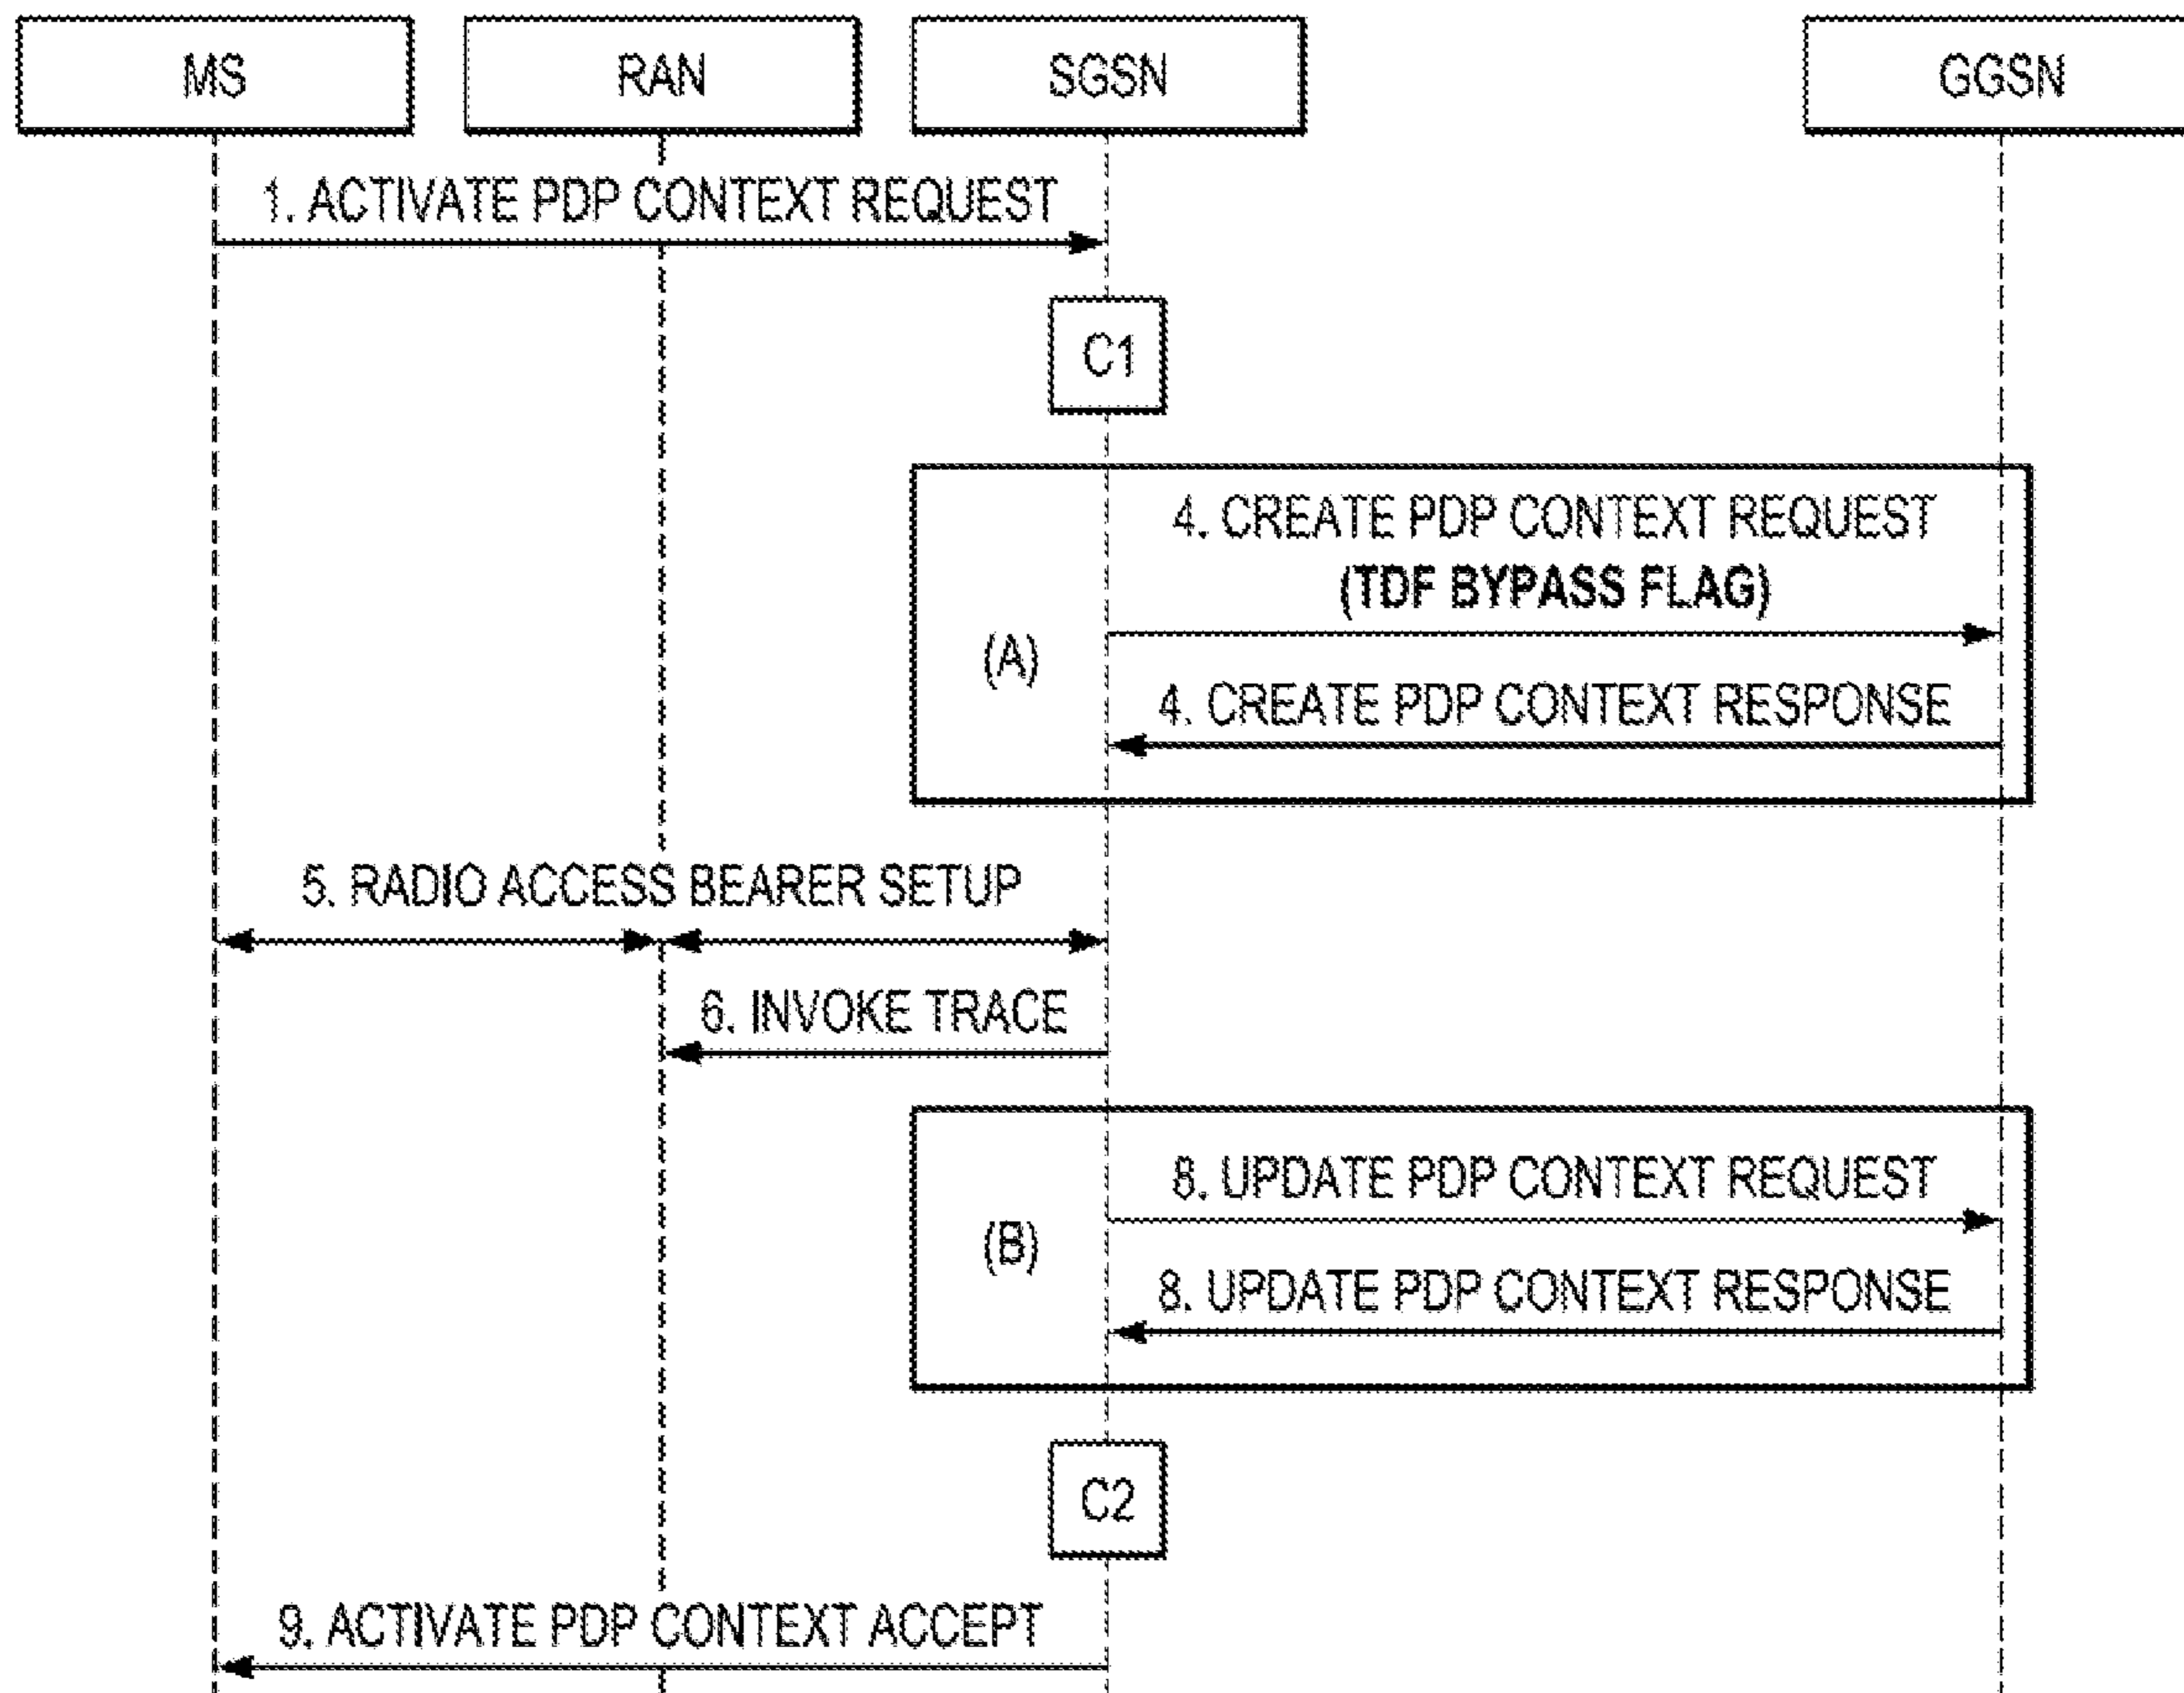 MS
RAN
SGSN
GGSN
1. ACTIVATE PDP CONTEXT REQUEST
C1
4. CREATE PDP CONTEXT REQUEST
(TDF BYPASS FLAG)
(A)
4. CREATE PDP CONTEXT RESPONSE
5. RADIO ACCESS BEARER SETUP
6. INVOKE TRACE
8. UPDATE PDP CONTEXT REQUEST
(B)
8. UPDATE PDP CONTEXT RESPONSE
C2
9. ACTIVATE PDP CONTEXT ACCEPT